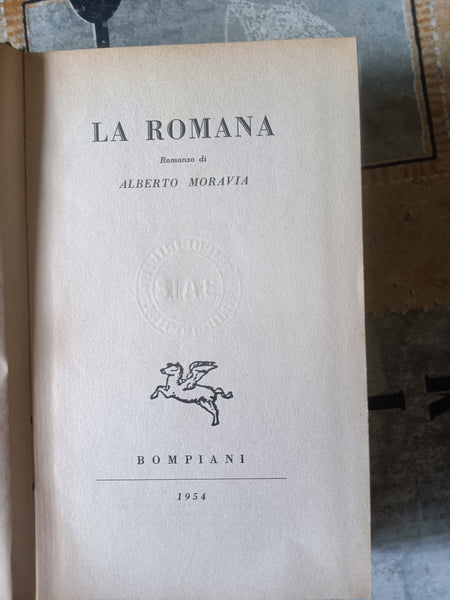 LA ROMANA
Romanzo di
ALBERTO MORAVIA
S.I.A.E
BOMPIANI
1954